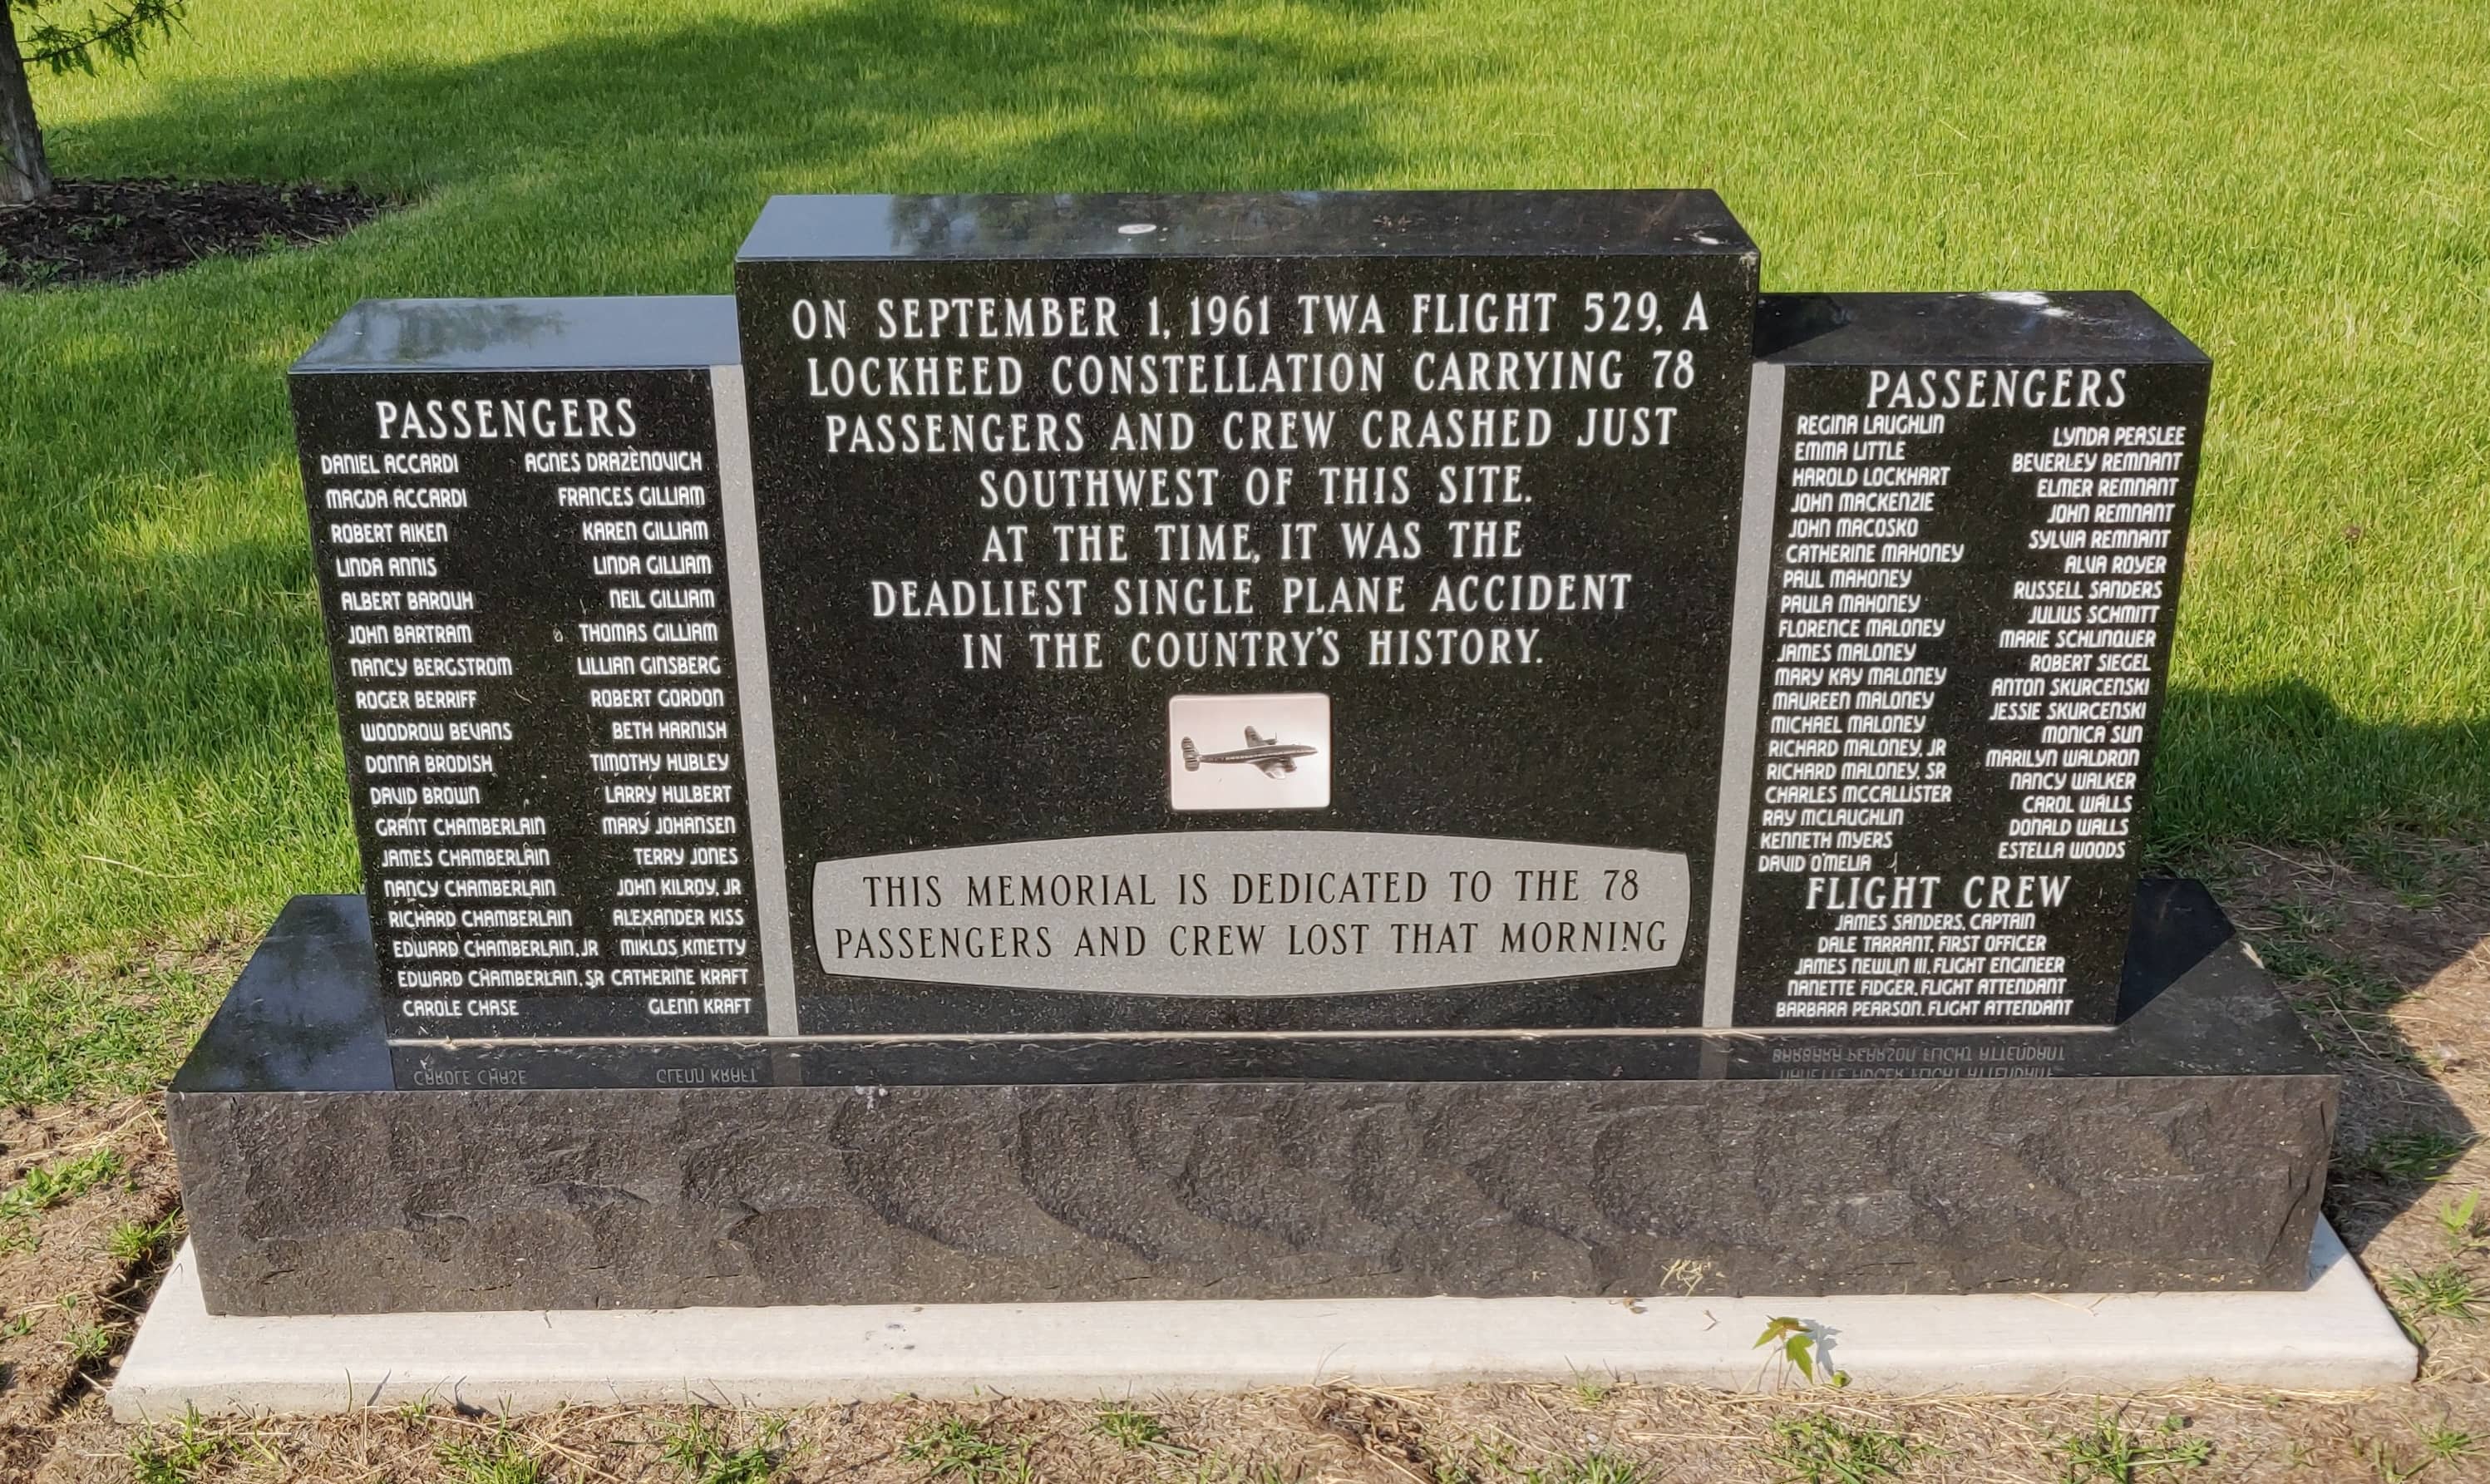 PASSENGERS
DANIEL ACCARDI
MAGDA ACCARDI
ROBERT AIKEN
LINDA ANNIS
ALBERT BAROUH
JOHN BARTRAM
NANCY BERGSTROM
ROGER BERRIFF
WOODROW BEVANS
DONNA BRODISH
DAVID BROWN
GRANT CHAMBERLAIN
JAMES CHAMBERLAIN
NANCY CHAMBERLAIN
RICHARD CHAMBERLAIN
EDWARD CHAMBERLAIN, JR
EDWARD CHAMBERLAIN, SR
CAROLE CHASE
AGNES DRAZENOVICH
FRANCES GILLIAM
KAREN GILLIAM
LINDA GILLIAM
NEIL GILLIAM
THOMAS GILLIAM
LILLIAN GINSBERG
ROBERT GORDON
BETH HARNISH
TIMOTHY HUBLEY
LARRY HULBERT
MARY JOHANSEN
TERRY JONES
JOHN KILROY, JR
ALEXANDER KISS
MIKLOS KMETTY
CATHERINE KRAFT
GLENN KRAFT
ON SEPTEMBER 1, 1961 TWA FLIGHT 529, A
LOCKHEED CONSTELLATION CARRYING 78
PASSENGERS AND CREW CRASHED JUST
SOUTHWEST OF THIS SITE.
AT THE TIME, IT WAS THE
DEADLIEST SINGLE PLANE ACCIDENT
IN THE COUNTRY'S HISTORY.
THIS MEMORIAL IS DEDICATED TO THE 78
PASSENGERS AND CREW LOST THAT MORNING
PASSENGERS
REGINA LAUGHLIN
EMMA LITTLE
HAROLD LOCKHART
JOHN MACKENZIE
JOHN MACOSKO
CATHERINE MAHONEY
PAUL MAHONEY
PAULA MAHONEY
FLORENCE MALONEY
JAMES MALONEY
MARY KAY MALONEY
MAUREEN MALONEY
MICHAEL MALONEY
RICHARD MALONEY, JR
RICHARD MALONEY, SR
CHARLES MCCALLISTER
RAY MCLAUGHLIN
KENNETH MYERS
DAVID O'MELIA
LYNDA PEASLEE
BEVERLEY REMNANT
ELMER REMNANT
JOHN REMNANT
SYLVIA REMNANT
ALVA ROYER
RUSSELL SANDERS
JULIUS SCHMITT
MARIE SCHLINQUER
ROBERT SIEGEL
ANTON SKURCENSKI
JESSIE SKURCENSKI
MONICA SUN
MARILYN WALDRON
NANCY WALKER
CAROL WALLS
DONALD WALLS
ESTELLA WOODS
FLIGHT CREW
JAMES SANDERS, CAPTAIN
DALE TARRANT, FIRST OFFICER
JAMES NEWLIN III, FLIGHT ENGINEER
NANETTE FIDGER, FLIGHT ATTENDANT
BARBARA PEARSON, FLIGHT ATTENDANT